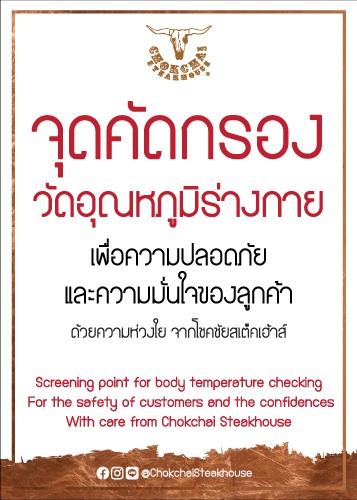 CHOKCHAI
STEAKHOUSE
จุดคัดกรอง
วัดอุณหภูมิร่างกาย
เพื่อความปลอดภัย
และความมั่นใจของลูกค้า
ด้วยความห่วงใย จากโชคชัยสเต็คเฮ้าส์
Screening point for body temperature checking
For the safety of customers and the confidences
With care from Chokchai Steakhouse
@ChokchaiSteakhouse